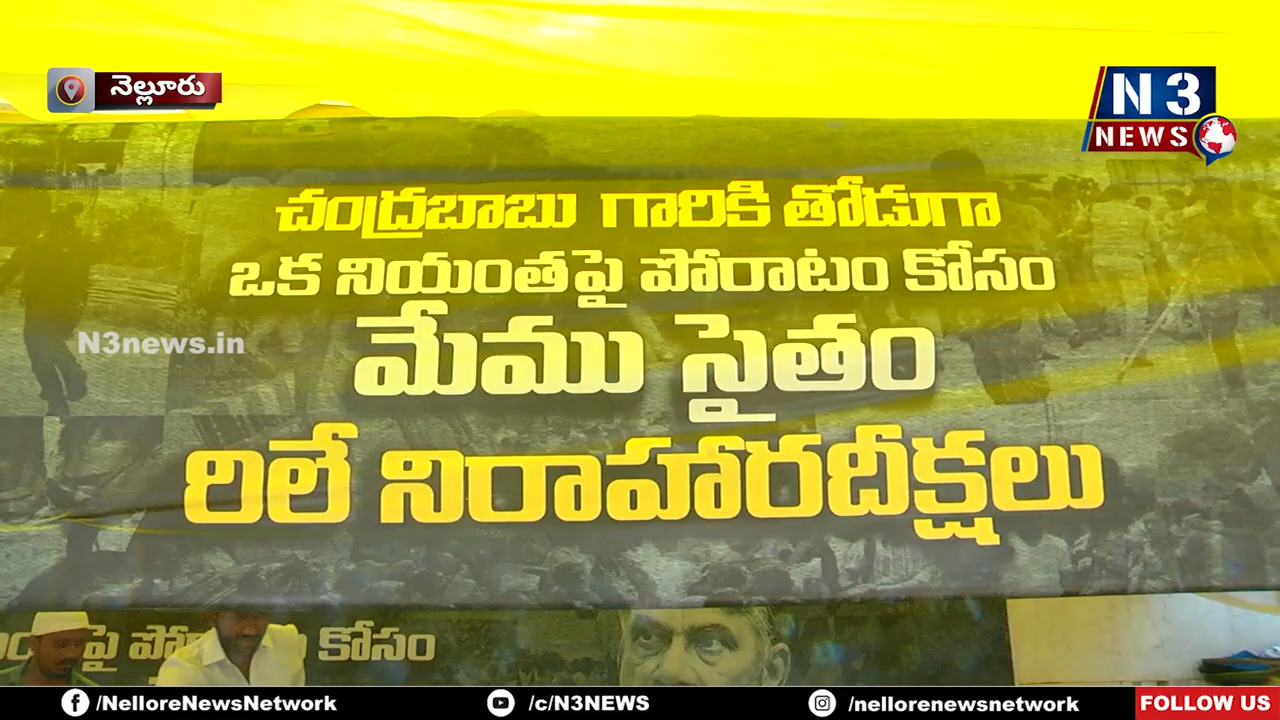 నెల్లూరు
N3
NEWS
చంద్రబాబు గారికి తోడుగా
ఒక నియంతపై పోరాటం కోసం
మేము సైతం
N3news.in
రిలే నిరాహారదీక్షలు
పై కోసం
/NelloreNewsNetwork
/c/N3NEWS
/nellorenewsnetwork
FOLLOW US